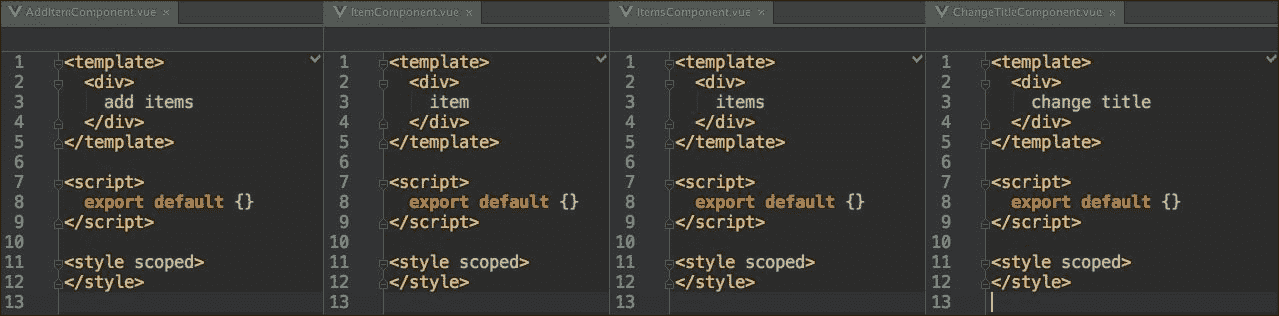 AddItemComponent.vue ×
1 <template>
2 <div>
3 add items
4 </div>
5 </template>
6
7 <script>
8 export default {}
9 </script>
10
11 <style scoped>
12 </style>
13
ItemComponent.vue ×
1 <template>
2 <div>
3 item
4 </div>
5 </template>
6
7 <script>
8 export default {}
9 </script>
10
11 <style scoped>
12 </style>
13
ItemsComponent.vue ×
1 <template>
2 <div>
3 items
4 </div>
5 </template>
6
7 <script>
8 export default {}
9 </script>
10
11 <style scoped>
12 </style>
13
ChangeTitleComponent.vue ×
1 <template>
2 <div>
3 change title
4 </div>
5 </template>
6
7 <script>
8 export default {}
9 </script>
10
11 <style scoped>
12 </style>
13